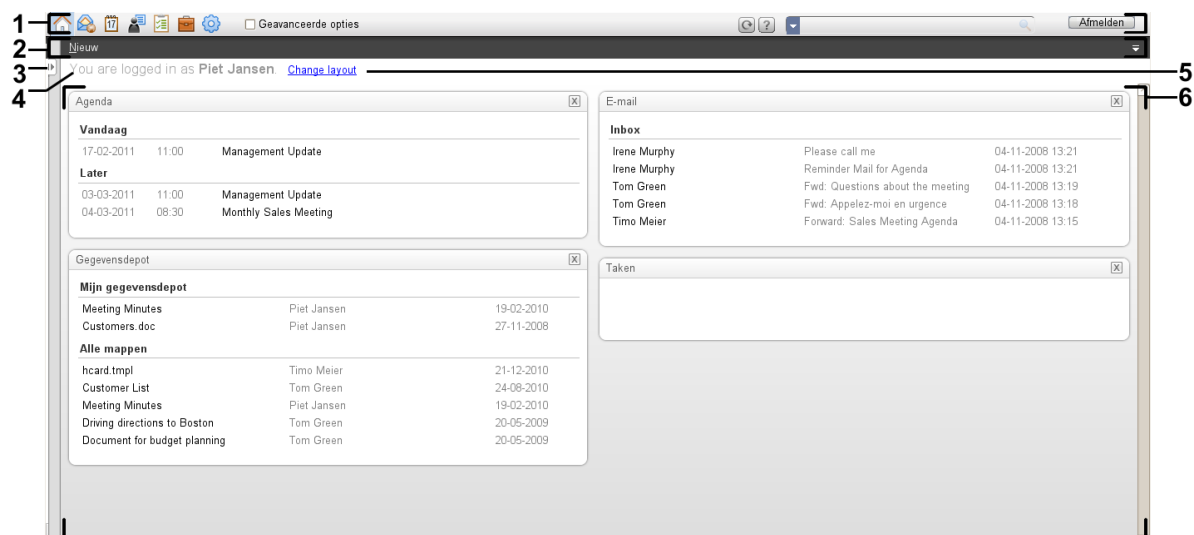 1
17
Geavanceerde opties
?
Afmelden
2
Nieuw
3
You are logged in as Piet Jansen. Change layout
4
5
6
Agenda X
Vandaag
17-02-2011 11:00 Management Update
Later
03-03-2011 11:00 Management Update
04-03-2011 08:30 Monthly Sales Meeting
E-mail X
Inbox
Irene Murphy Please call me 04-11-2008 13:21
Irene Murphy Reminder Mail for Agenda 04-11-2008 13:21
Tom Green Fwd: Questions about the meeting 04-11-2008 13:19
Tom Green Fwd: Appelez-moi en urgence 04-11-2008 13:18
Timo Meier Forward: Sales Meeting Agenda 04-11-2008 13:15
Gegevensdepot X
Mijn gegevensdepot
Meeting Minutes Piet Jansen 19-02-2010
Customers.doc Piet Jansen 27-11-2008
Alle mappen
hcard.tmpl Timo Meier 21-12-2010
Customer List Tom Green 24-08-2010
Meeting Minutes Piet Jansen 19-02-2010
Driving directions to Boston Tom Green 20-05-2009
Document for budget planning Tom Green 20-05-2009
Taken X